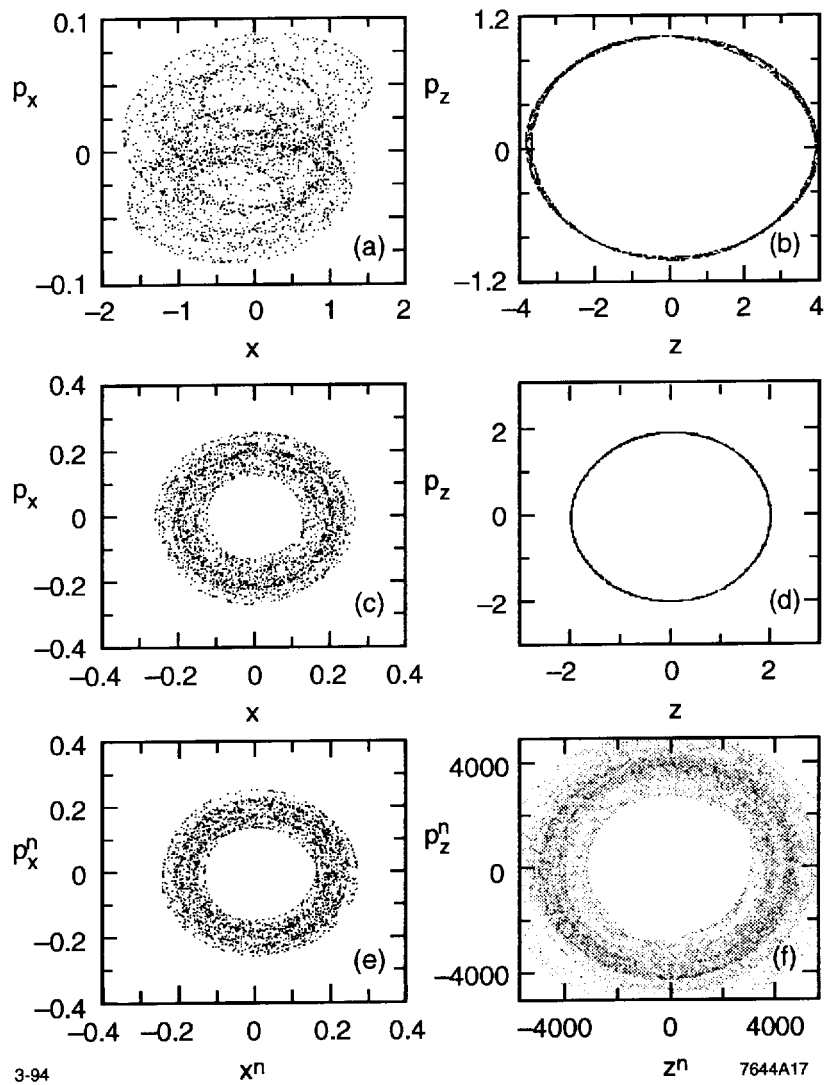 0.1
p_x
0
−0.1
(a)
−2 −1 0 1 2
x
1.2
p_z
0
−1.2
(b)
−4 −2 0 2 4
z
0.4
0.2
p_x
0
−0.2
−0.4
(c)
−0.4 −0.2 0 0.2 0.4
x
2
p_z
0
−2
(d)
−2 0 2
z
0.4
0.2
p_x^n
0
−0.2
−0.4
(e)
−0.4 −0.2 0 0.2 0.4
x^n
4000
p_z^n
0
−4000
(f)
−4000 0 4000
z^n
3-94
7644A17